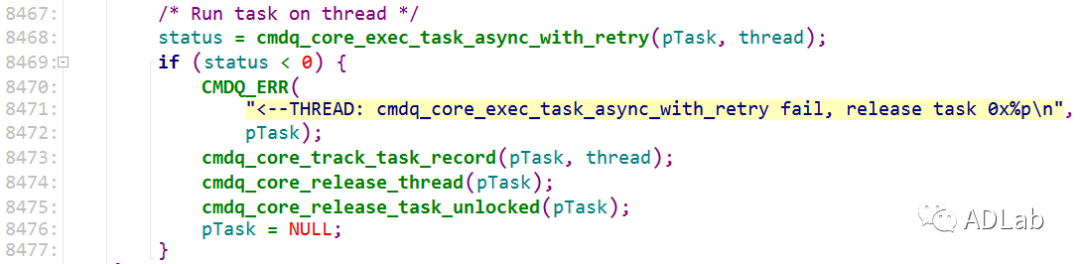 8467: /* Run task on thread */
8468: status = cmdq_core_exec_task_async_with_retry(pTask, thread);
8469: if (status < 0) {
8470: CMDQ_ERR(
8471: "<--THREAD: cmdq_core_exec_task_async_with_retry fail, release task 0x%p\n",
8472: pTask);
8473: cmdq_core_track_task_record(pTask, thread);
8474: cmdq_core_release_thread(pTask);
8475: cmdq_core_release_task_unlocked(pTask);
8476: pTask = NULL;
8477: }
ADLab